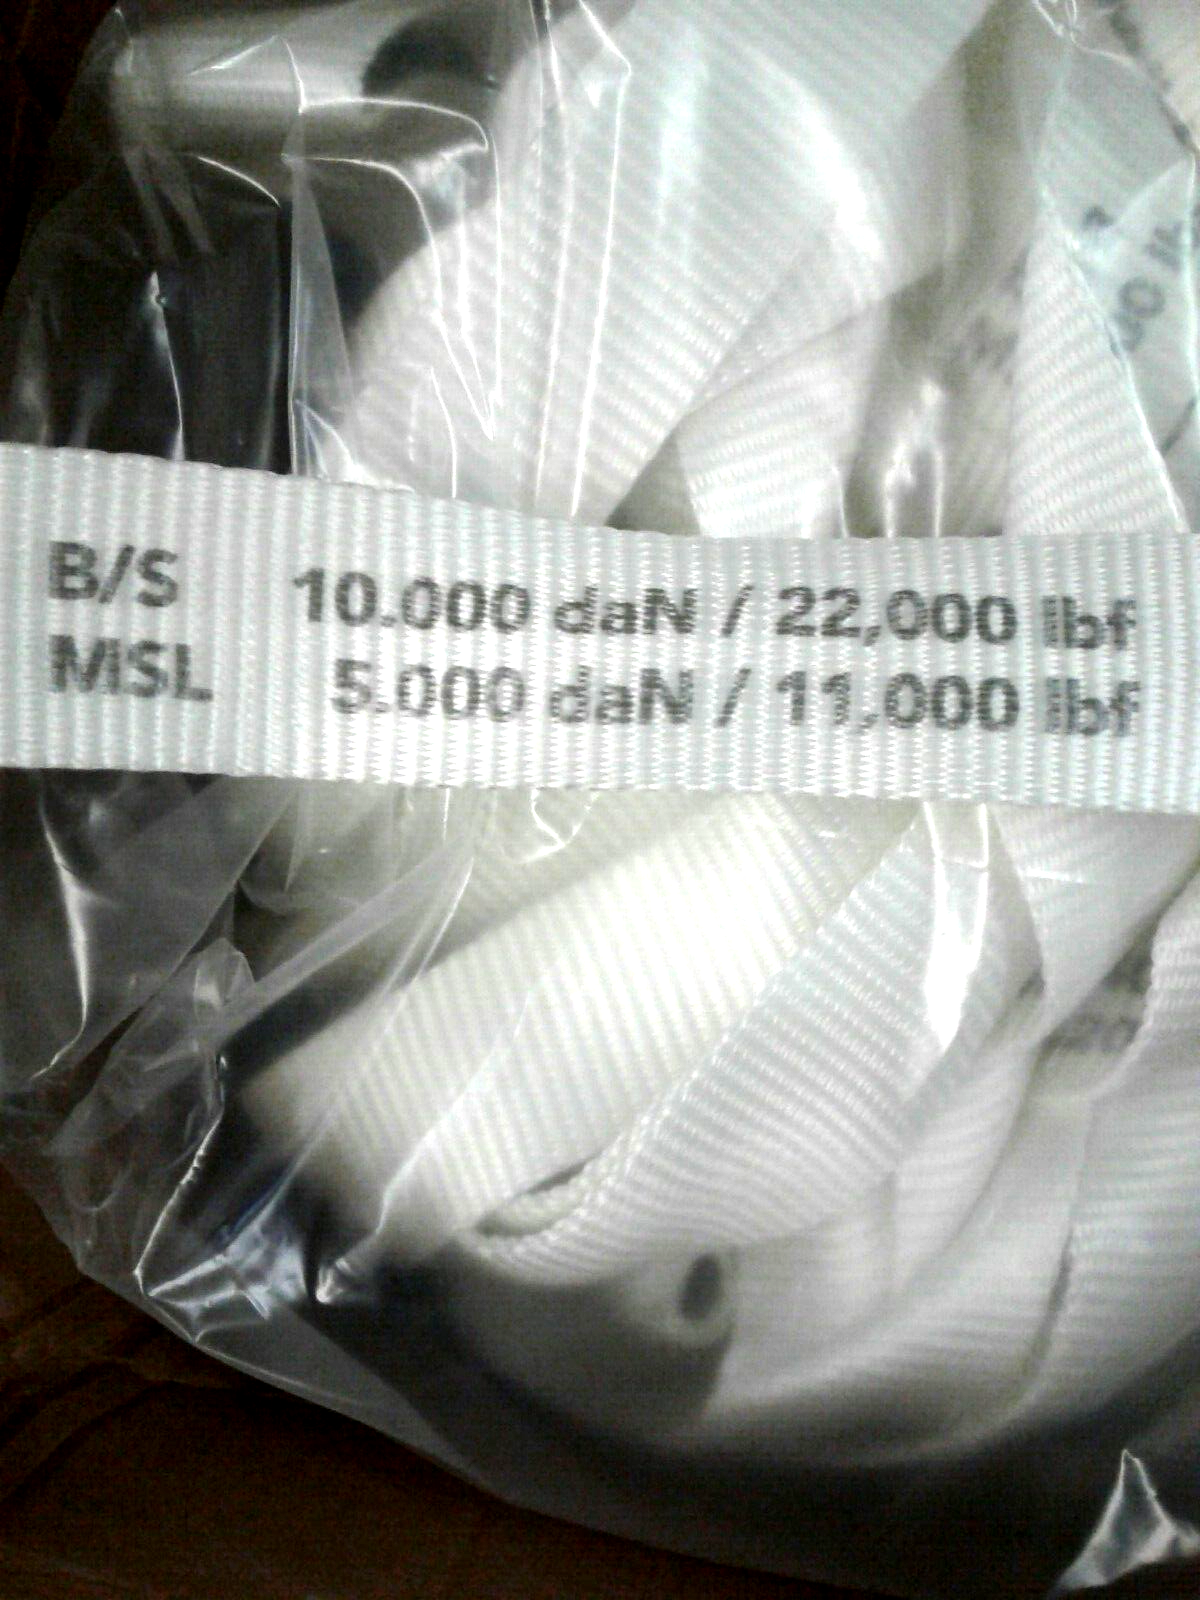 B/S 10.000 daN / 22,000 lbf
MSL 5.000 daN / 11,000 lbf